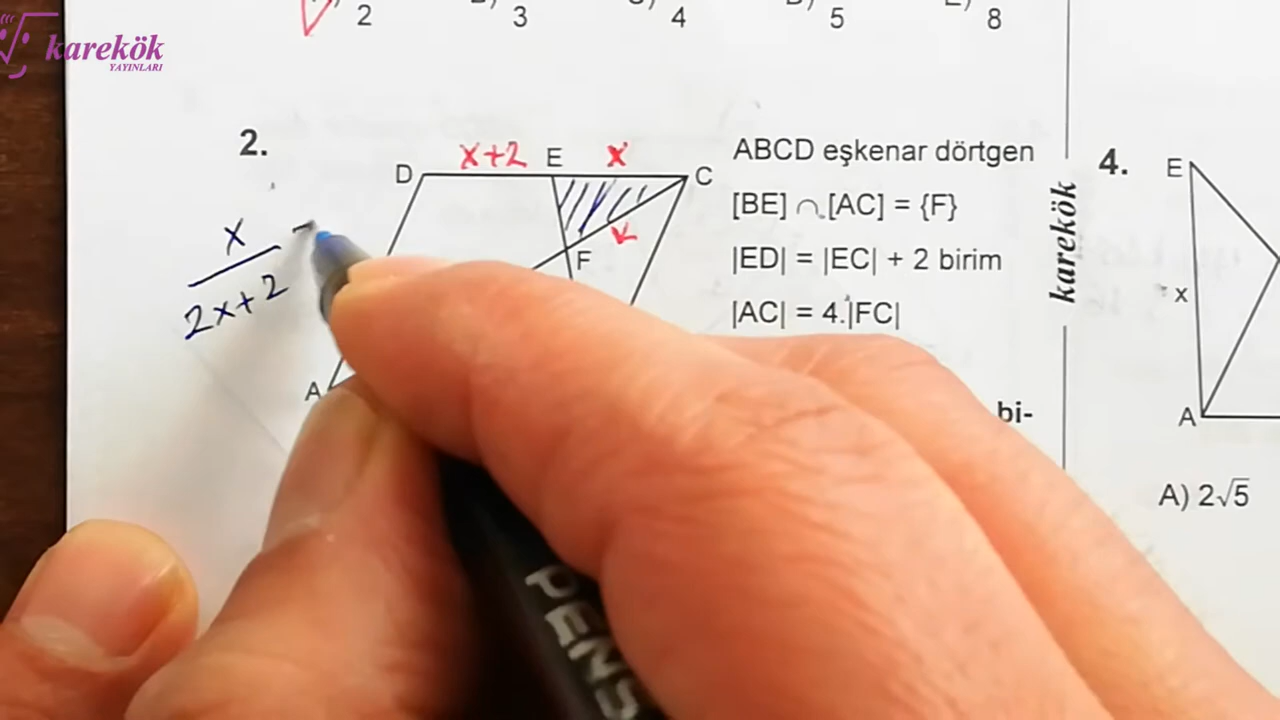 karekök
YAYINLARI
2 3 4 5 8
2.
x+2 x
D E C
k
F
A
x
2x+2
ABCD eşkenar dörtgen
[BE] ∩ [AC] = {F}
|ED| = |EC| + 2 birim
|AC| = 4.|FC|
bi-
karekök
4.
E
x
A
A) 2√5
PENS